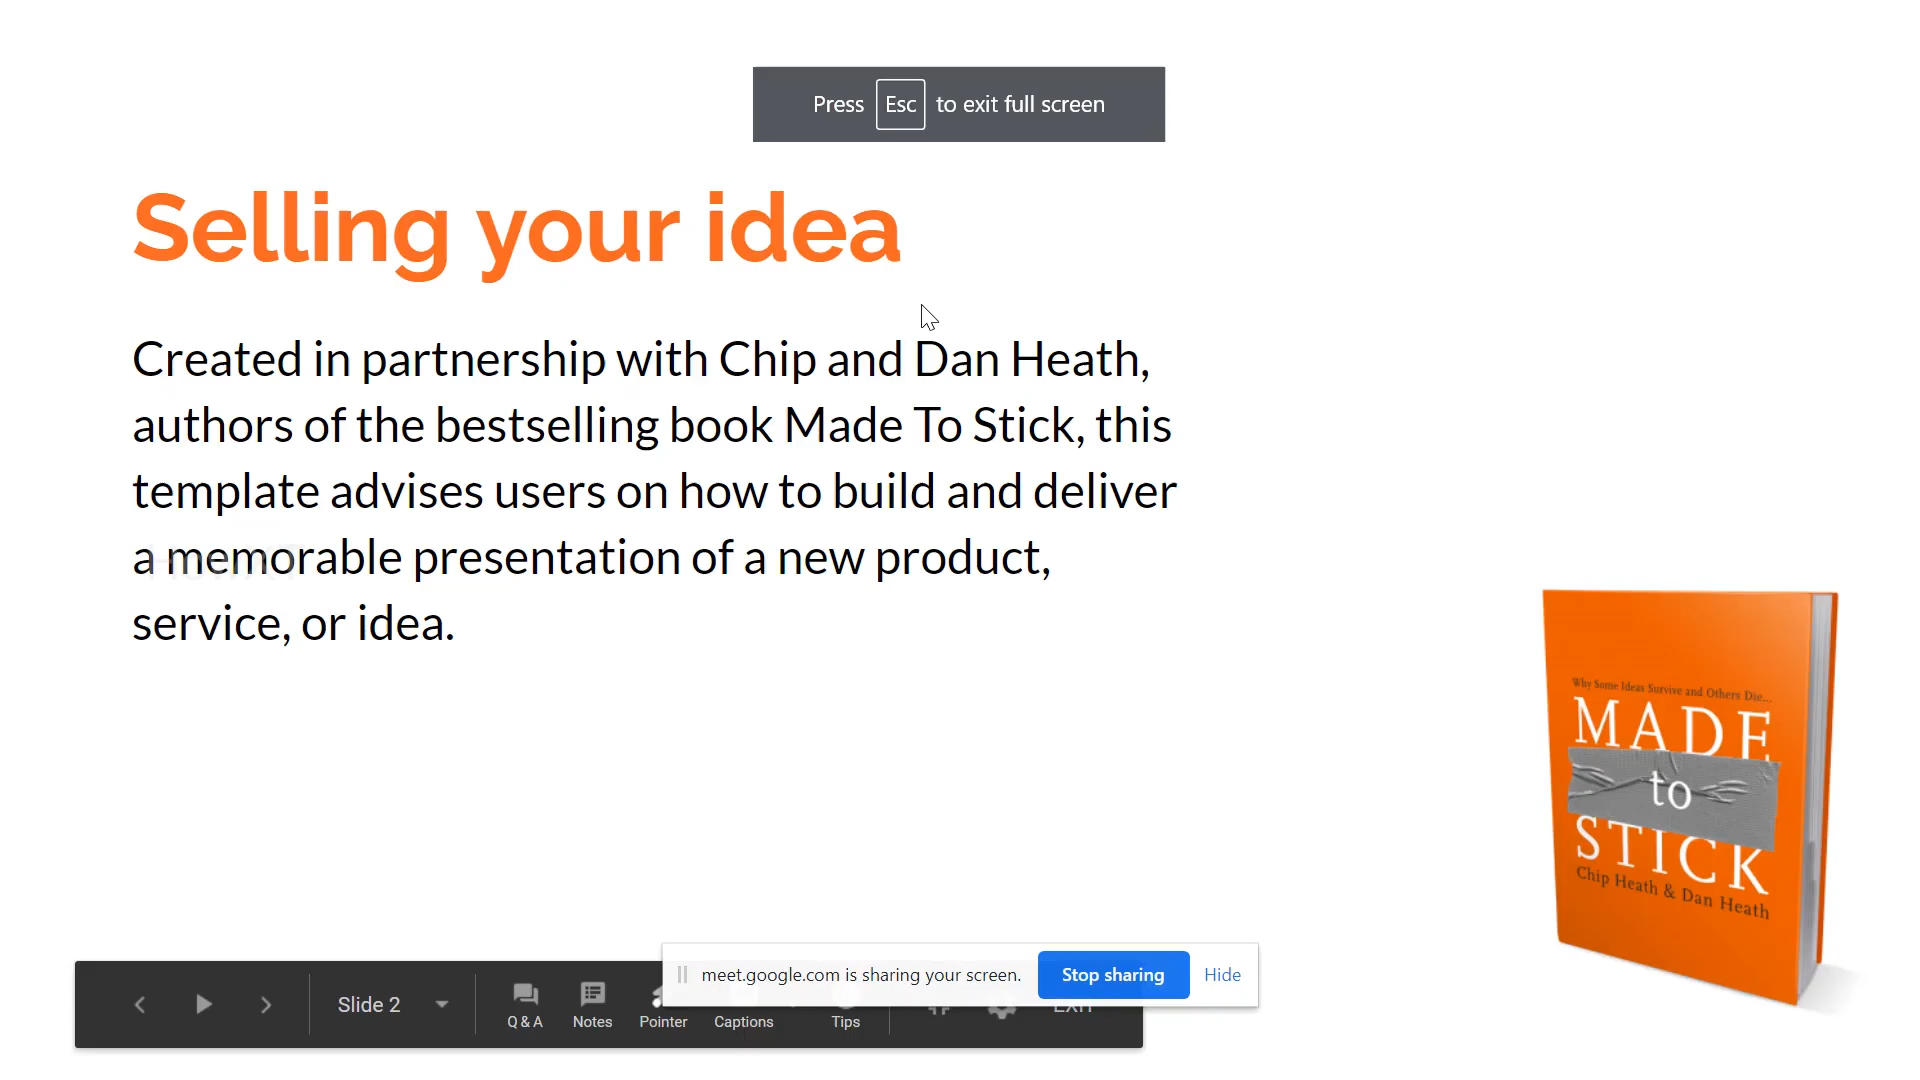 Press Esc to exit full screen
Selling your idea
Created in partnership with Chip and Dan Heath,
authors of the bestselling book Made To Stick, this
template advises users on how to build and deliver
a memorable presentation of a new product,
service, or idea.
Why Some Ideas Survive and Others Die...
MADE
to
STICK
Chip Heath & Dan Heath
meet.google.com is sharing your screen. Stop sharing Hide
Slide 2
Q & A Notes Pointer Captions Tips